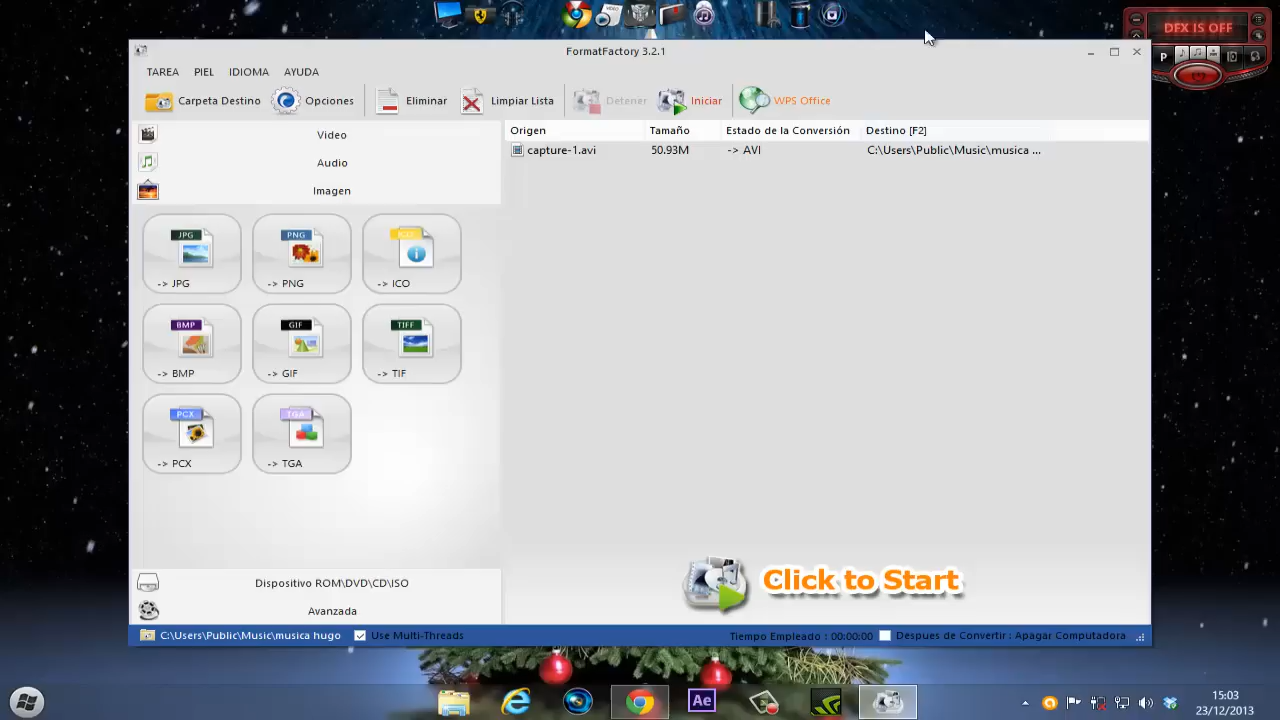 DFX IS OFF
P
FormatFactory 3.2.1
TAREA PIEL IDIOMA AYUDA
Carpeta Destino Opciones Eliminar Limpiar Lista Detener Iniciar WPS Office
Video
Audio
Imagen
Origen Tamaño Estado de la Conversión Destino [F2]
capture-1.avi 50.93M -> AVI C:\Users\Public\Music\musica ...
JPG PNG ICO
-> JPG -> PNG -> ICO
BMP GIF TIFF
-> BMP -> GIF -> TIF
PCX TGA
-> PCX -> TGA
Click to Start
Dispositivo ROM\DVD\CD\ISO
Avanzada
C:\Users\Public\Music\musica hugo Use Multi-Threads Tiempo Empleado : 00:00:00 Despues de Convertir : Apagar Computadora
Ae
15:03
23/12/2013